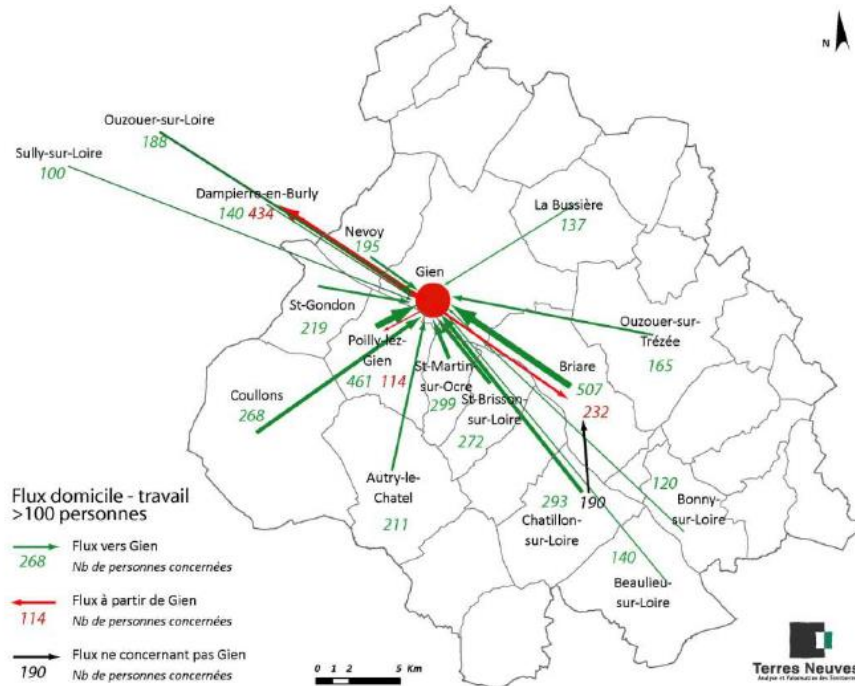 N
Ouzouer-sur-Loire
188
Sully-sur-Loire
100
Dampierre-en-Burly
140 434
La Bussière
137
Nevoy
195
Gien
St-Gondon
219
Ouzouer-sur-
Trézée
165
Poilly-lez-
Gien
461 114
St-Martin
sur-Ocre
299
Briare
507
232
St-Brisson
-sur-Loire
272
Coullons
268
Autry-le-
Chatel
211
293
Chatillon-
sur-Loire
190
120
Bonny-
sur-Loire
140
Beaulieu-
sur-Loire
Flux domicile - travail
>100 personnes
Flux vers Gien
268 Nb de personnes concernées
Flux à partir de Gien
114 Nb de personnes concernées
Flux ne concernant pas Gien
190 Nb de personnes concernées
0 1 2 5 Km
Terres Neuves
Analyse et Valorisation des Territoires